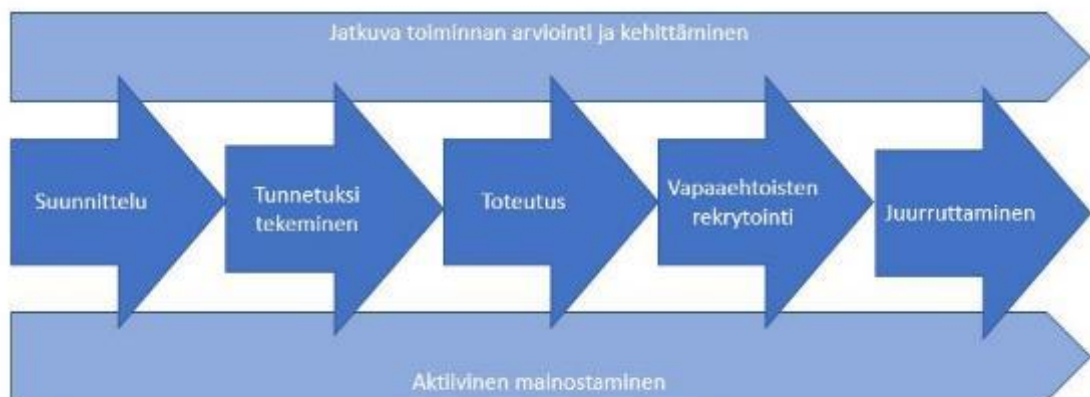 Jatkuva toiminnan arviointi ja kehittäminen
Suunnittelu
Tunnetuksi
tekeminen
Toteutus
Vapaaehtoisten
rekrytointi
Juurruttaminen
Aktiivinen mainostaminen